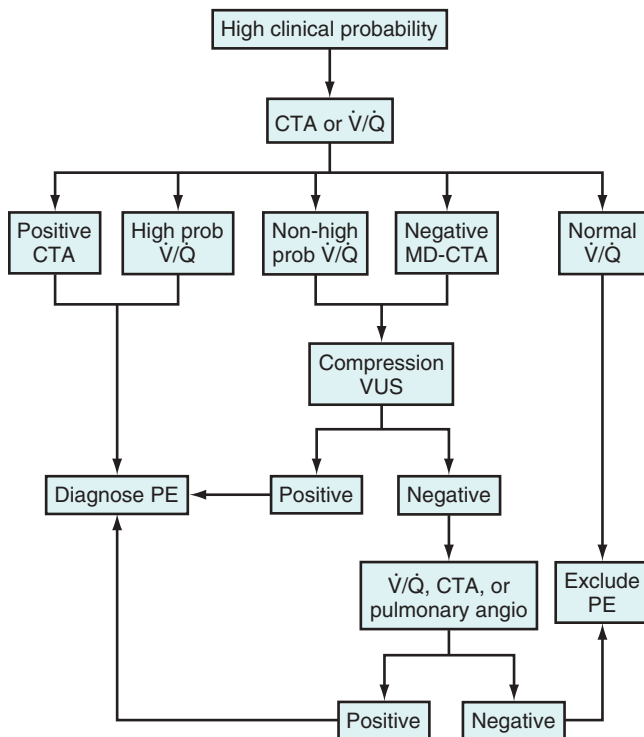 High clinical probability
CTA or V̇/Q̇
Positive
CTA
High prob
V̇/Q̇
Non-high
prob V̇/Q̇
Negative
MD-CTA
Normal
V̇/Q̇
Compression
VUS
Diagnose PE
Positive
Negative
V̇/Q̇, CTA, or
pulmonary angio
Exclude
PE
Positive
Negative